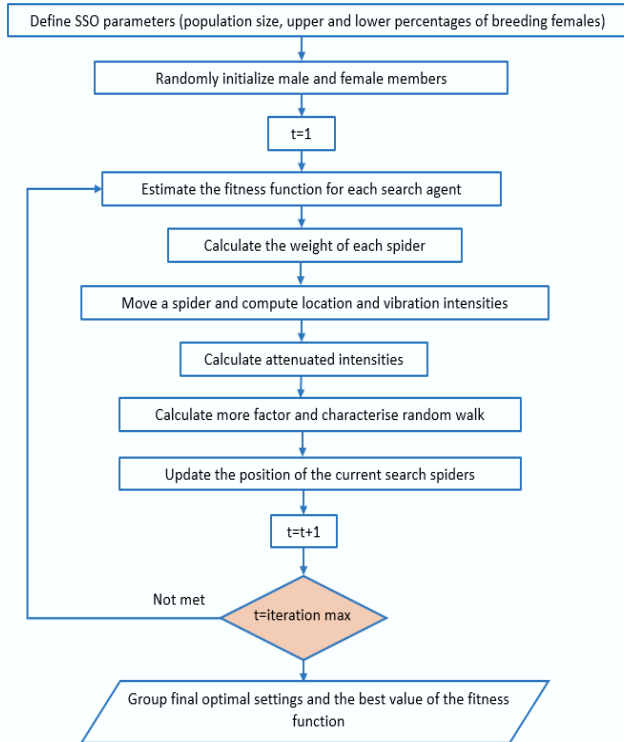 Define SSO parameters (population size, upper and lower percentages of breeding females)
Randomly initialize male and female members
t=1
Estimate the fitness function for each search agent
Calculate the weight of each spider
Move a spider and compute location and vibration intensities
Calculate attenuated intensities
Calculate more factor and characterise random walk
Update the position of the current search spiders
t=t+1
Not met
t=iteration max
Group final optimal settings and the best value of the fitness
function